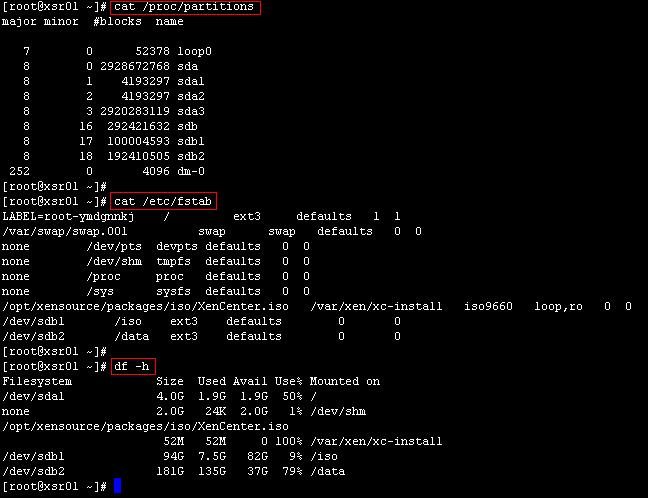 [root@xsr01 ~]# cat /proc/partitions
major minor  #blocks  name

   7        0      52378 loop0
   8        0 2928672768 sda
   8        1    4193297 sda1
   8        2    4193297 sda2
   8        3 2920283119 sda3
   8       16  292421632 sdb
   8       17  100004593 sdb1
   8       18  192410505 sdb2
 252        0       4096 dm-0
[root@xsr01 ~]#
[root@xsr01 ~]# cat /etc/fstab
LABEL=root-ymdgnnkj    /         ext3     defaults   1  1
/var/swap/swap.001          swap      swap   defaults   0  0
none         /dev/pts  devpts defaults   0  0
none         /dev/shm  tmpfs  defaults   0  0
none         /proc     proc   defaults   0  0
none         /sys      sysfs  defaults   0  0
/opt/xensource/packages/iso/XenCenter.iso   /var/xen/xc-install   iso9660   loop,ro   0  0
/dev/sdb1       /iso    ext3    defaults        0       0
/dev/sdb2       /data   ext3    defaults        0       0
[root@xsr01 ~]#
[root@xsr01 ~]# df -h
Filesystem            Size  Used Avail Use% Mounted on
/dev/sda1             4.0G  1.9G  1.9G  50% /
none                  2.0G   24K  2.0G   1% /dev/shm
/opt/xensource/packages/iso/XenCenter.iso
                       52M   52M     0 100% /var/xen/xc-install
/dev/sdb1              94G  7.5G   82G   9% /iso
/dev/sdb2             181G  135G   37G  79% /data
[root@xsr01 ~]#